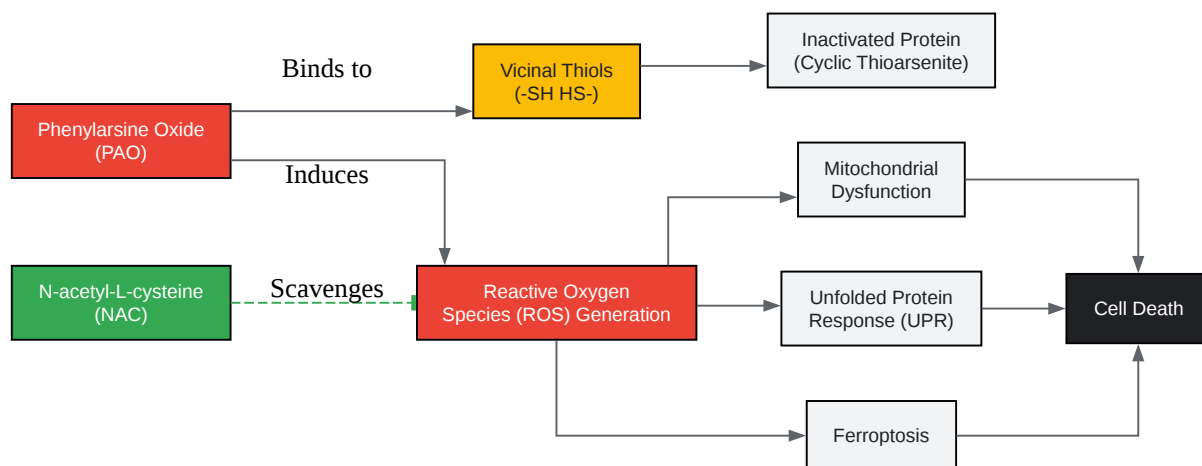 Inactivated Protein
(Cyclic Thioarsenite)
Binds to
Vicinal Thiols
(-SH HS-)
Phenylarsine Oxide
(PAO)
Induces
Mitochondrial
Dysfunction
N-acetyl-L-cysteine
(NAC)
Scavenges
Reactive Oxygen
Species (ROS) Generation
Unfolded Protein
Response (UPR)
Cell Death
Ferroptosis